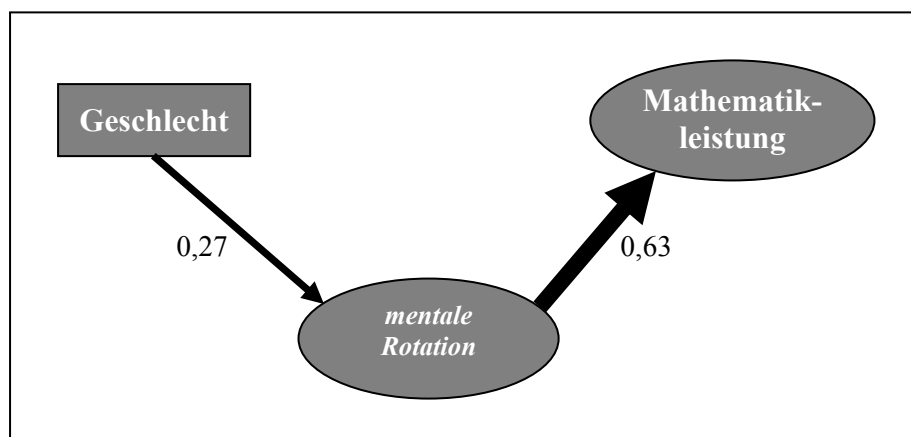 Geschlecht
Mathematik-
leistung
0,27
0,63
mentale
Rotation